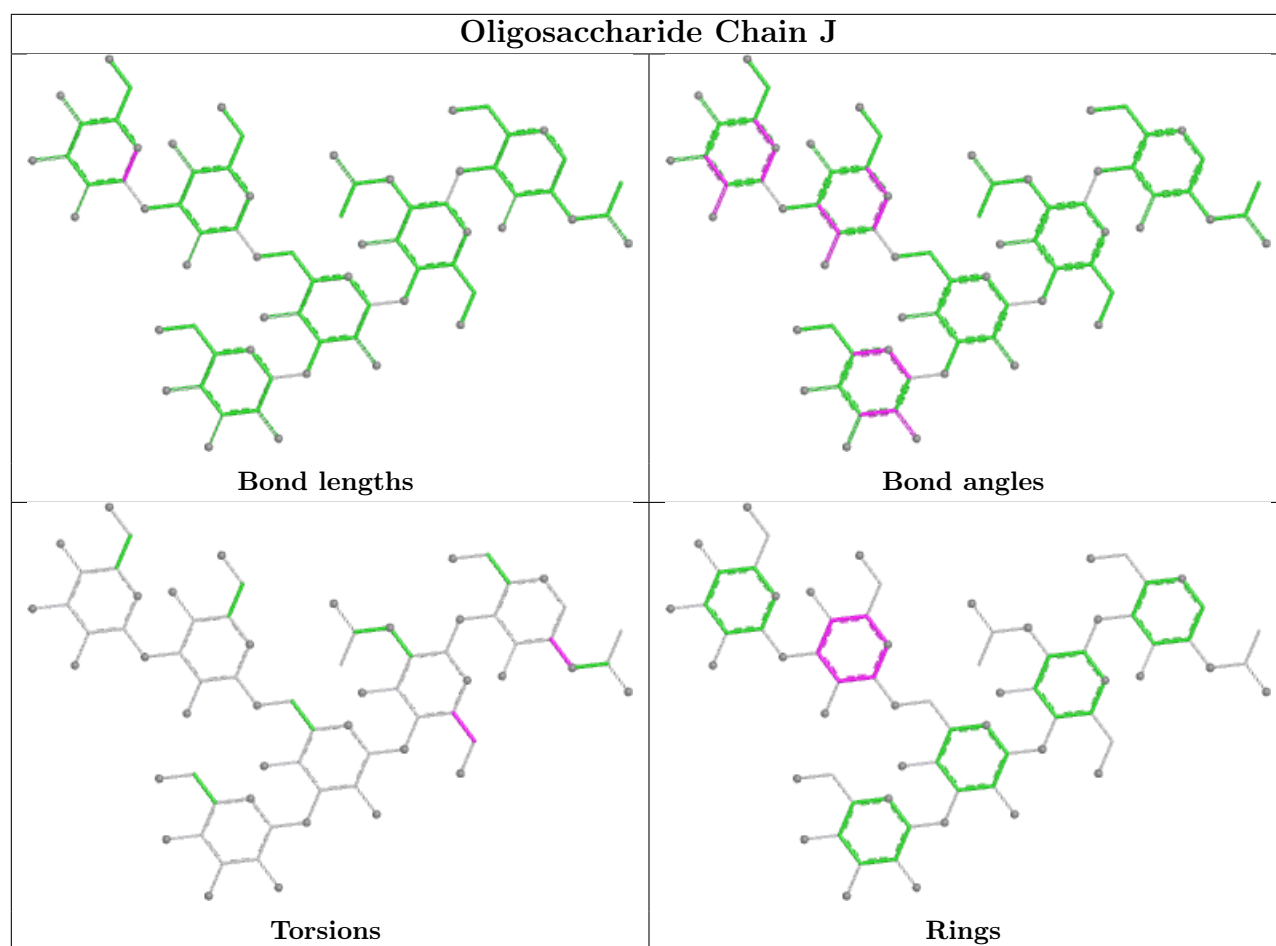 Oligosaccharide Chain J
Bond lengths
Bond angles
Torsions
Rings